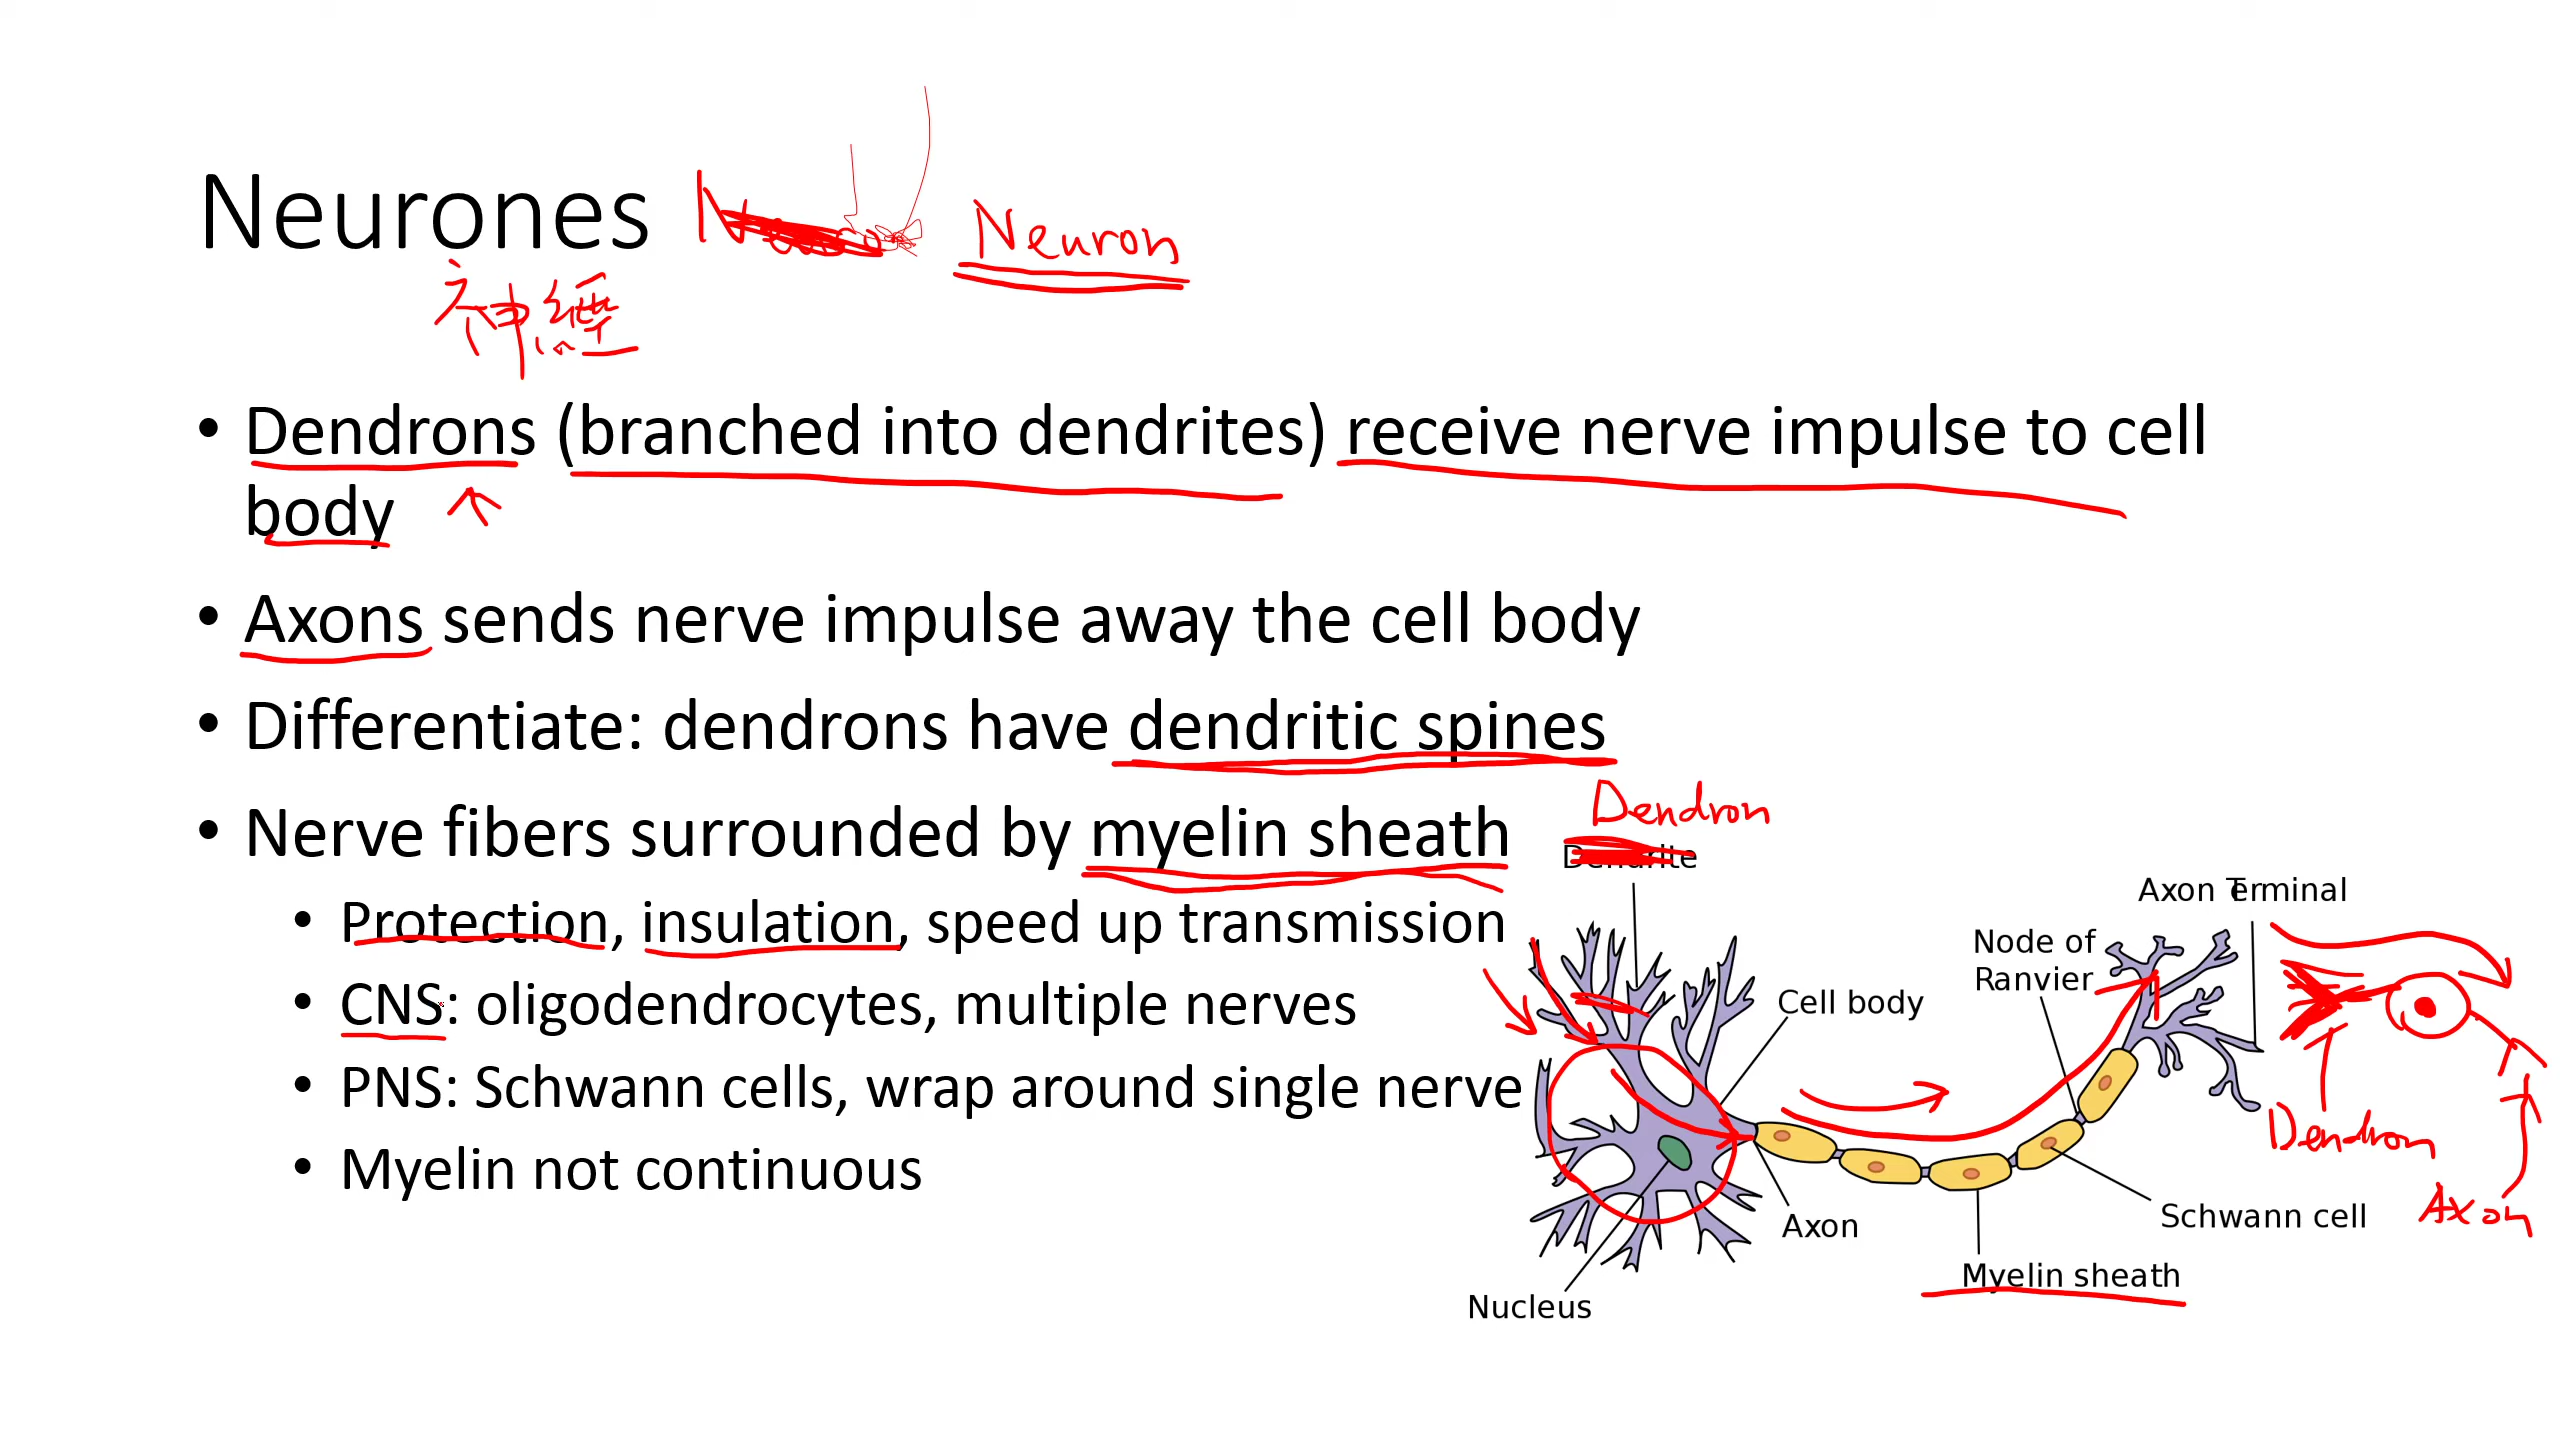 Neurones Neuron
神經
• Dendrons (branched into dendrites) receive nerve impulse to cell
body
• Axons sends nerve impulse away the cell body
• Differentiate: dendrons have dendritic spines
• Nerve fibers surrounded by myelin sheath
• Protection, insulation, speed up transmission
• CNS: oligodendrocytes, multiple nerves
• PNS: Schwann cells, wrap around single nerve
• Myelin not continuous
Dendron
Dendrite
Axon Terminal
Node of
Ranvier
Cell body
Dendron
Axon
Schwann cell
Axon
Myelin sheath
Nucleus